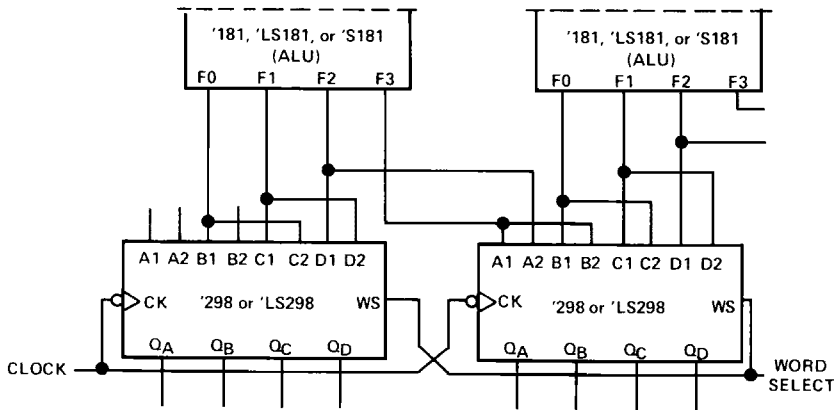 '181, 'LS181, or 'S181
(ALU)
F0 F1 F2 F3
'181, 'LS181, or 'S181
(ALU)
F0 F1 F2 F3
A1 A2 B1 B2 C1 C2 D1 D2
CK '298 or 'LS298 WS
QA QB QC QD
A1 A2 B1 B2 C1 C2 D1 D2
CK '298 or 'LS298 WS
QA QB QC QD
CLOCK
WORD
SELECT